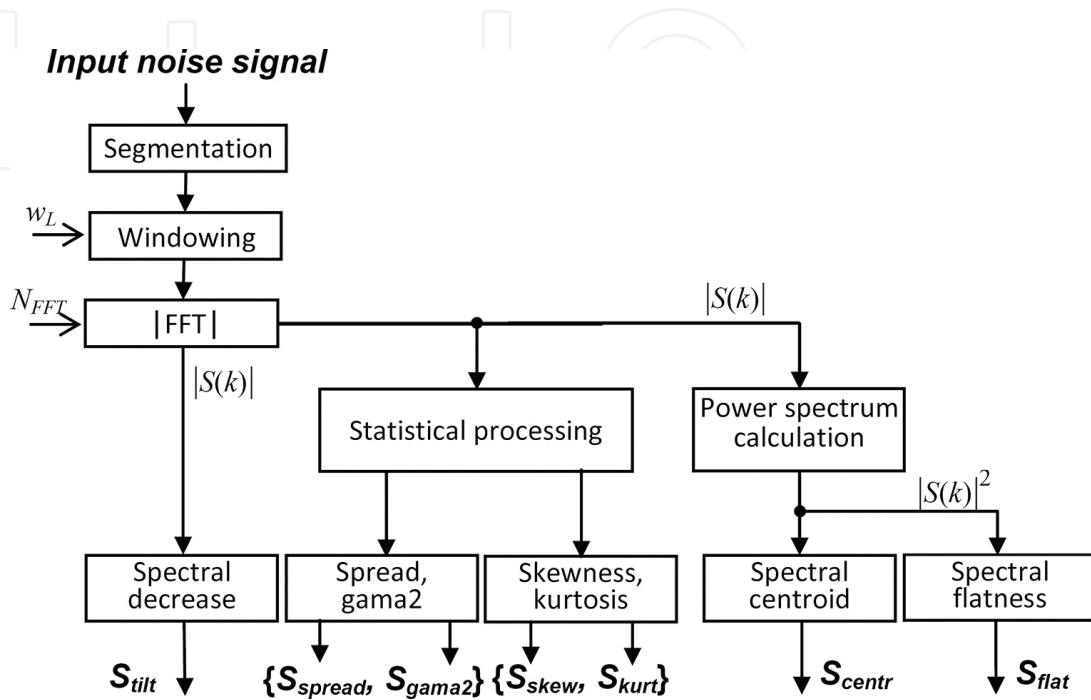 Input noise signal
Segmentation
w_L
Windowing
N_FFT
|FFT|
|S(k)|
|S(k)|
Statistical processing
Power spectrum
calculation
|S(k)|²
Spectral
decrease
Spread,
gama2
Skewness,
kurtosis
Spectral
centroid
Spectral
flatness
S_tilt
{S_spread, S_gama2}
{S_skew, S_kurt}
S_centr
S_flat